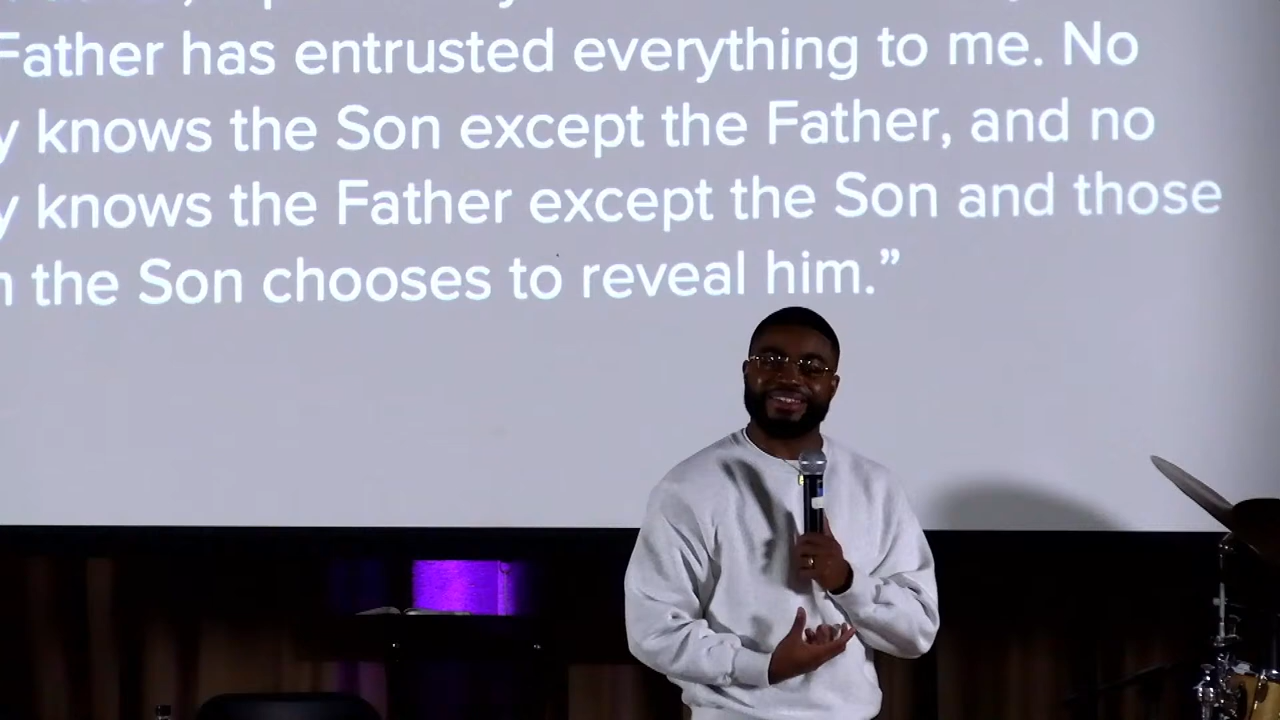 Father has entrusted everything to me. No
knows the Son except the Father, and no
knows the Father except the Son and those
the Son chooses to reveal him.”